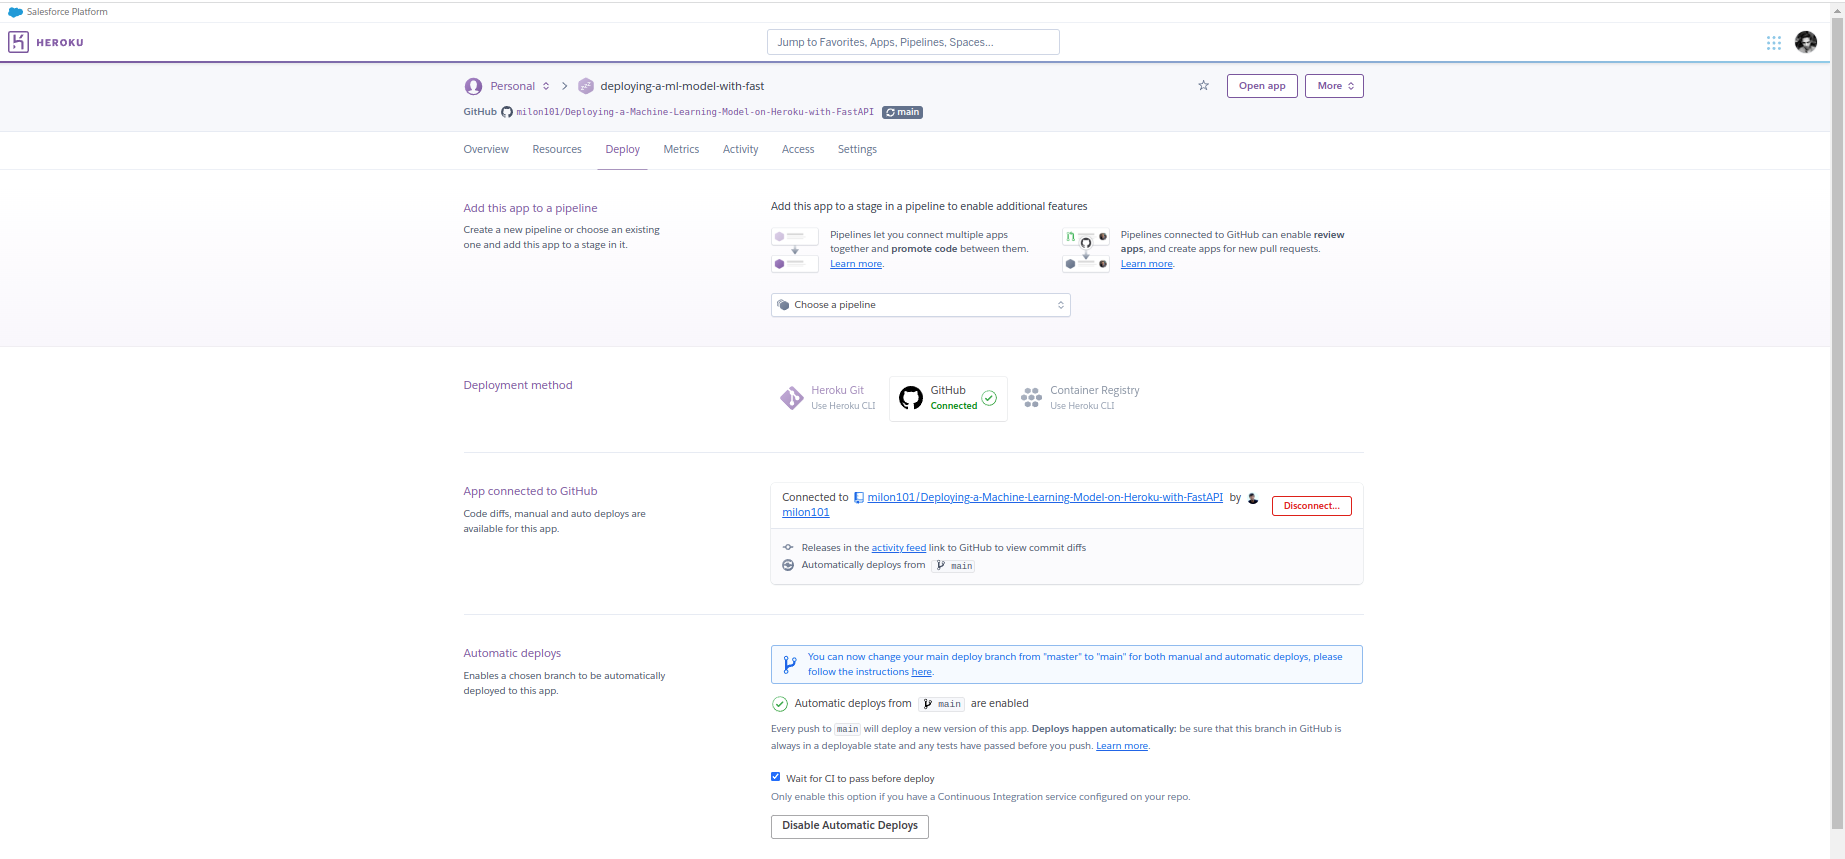 Salesforce Platform
HEROKU
Jump to Favorites, Apps, Pipelines, Spaces...
Personal
deploying-a-ml-model-with-fast
Open app
More
GitHub milon101/Deploying-a-Machine-Learning-Model-on-Heroku-with-FastAPI main
Overview Resources Deploy Metrics Activity Access Settings
Add this app to a pipeline
Create a new pipeline or choose an existing
one and add this app to a stage in it.
Add this app to a stage in a pipeline to enable additional features
Pipelines let you connect multiple apps
together and promote code between them.
Learn more.
Pipelines connected to GitHub can enable review
apps, and create apps for new pull requests.
Learn more.
Choose a pipeline
Deployment method
Heroku Git
Use Heroku CLI
GitHub
Connected
Container Registry
Use Heroku CLI
App connected to GitHub
Code diffs, manual and auto deploys are
available for this app.
Connected to milon101/Deploying-a-Machine-Learning-Model-on-Heroku-with-FastAPI by
milon101
Disconnect...
Releases in the activity feed link to GitHub to view commit diffs
Automatically deploys from main
Automatic deploys
Enables a chosen branch to be automatically
deployed to this app.
You can now change your main deploy branch from "master" to "main" for both manual and automatic deploys, please
follow the instructions here.
Automatic deploys from main are enabled
Every push to main will deploy a new version of this app. Deploys happen automatically: be sure that this branch in GitHub is
always in a deployable state and any tests have passed before you push. Learn more.
Wait for CI to pass before deploy
Only enable this option if you have a Continuous Integration service configured on your repo.
Disable Automatic Deploys